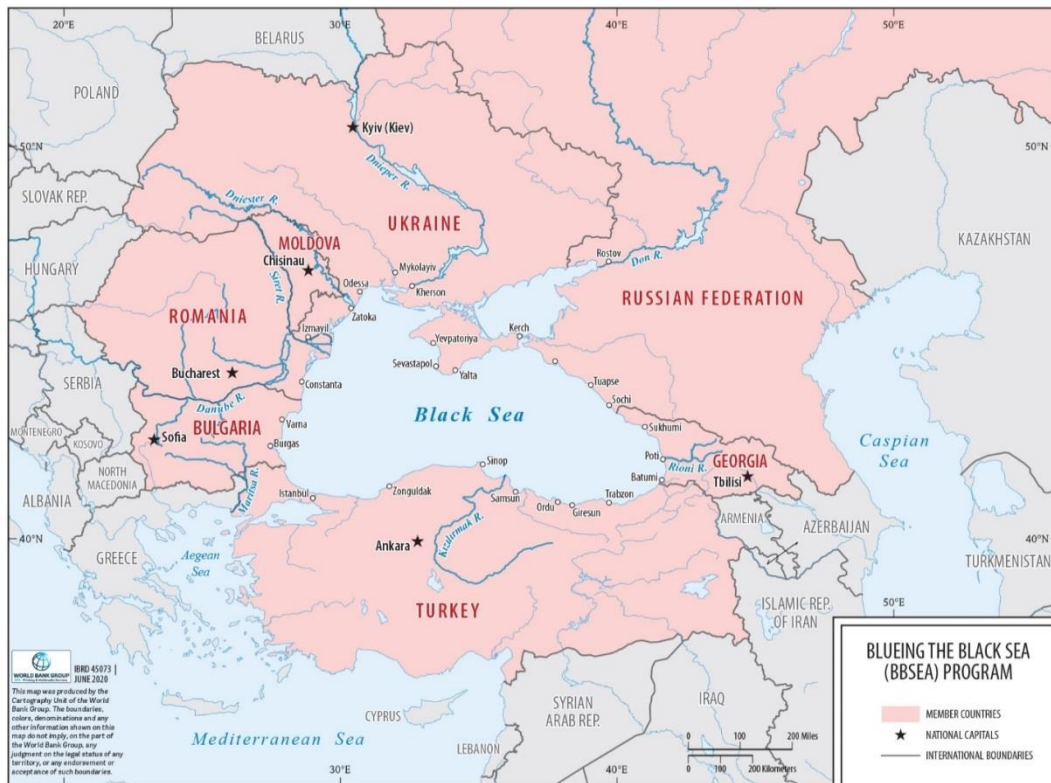 20°E
30°E
40°E
50°E
BELARUS
POLAND
Kyiv (Kiev)
50°N
50°N
Dnieper R.
SLOVAK REP.
Dniester R.
UKRAINE
KAZAKHSTAN
MOLDOVA
HUNGARY
Chisinau
Mykolayiv
Rostov
Don R.
Siret R.
Odessa
Kherson
RUSSIAN FEDERATION
ROMANIA
Zatoka
Izmayil
Yevpatoriya
Kerch
SERBIA
Bucharest
Sevastapol
Yalta
Constanta
Tuapse
Danube R.
Black Sea
Sochi
BULGARIA
Varna
Sukhumi
MONTENEGRO
KOSOVO
Sofia
Caspian
Sea
Burgas
Poti
Rioni R.
GEORGIA
NORTH
MACEDONIA
Sinop
Tbilisi
Batumi
ALBANIA
Maritsa R.
Istanbul
Zonguldak
Samsun
Ordu
Giresun
Trabzon
ARMENIA
AZERBAIJAN
Kizilirmak R.
Ankara
40°N
40°N
GREECE
Aegean
Sea
TURKMENISTAN
TURKEY
ISLAMIC REP.
OF IRAN
50°E
WORLD BANK GROUP
IBRD 45073 |
JUNE 2020
This map was produced by the
Cartography Unit of the World
Bank Group. The boundaries,
colors, denominations and any
other information shown on this
map do not imply, on the part of
the World Bank Group, any
judgment on the legal status of any
territory, or any endorsement or
acceptance of such boundaries.
CYPRUS
SYRIAN
ARAB REP.
IRAQ
Mediterranean Sea
LEBANON
0 100 200 Miles
0 100 200 Kilometers
30°E
40°E
BLUEING THE BLACK SEA
(BBSEA) PROGRAM
MEMBER COUNTRIES
NATIONAL CAPITALS
INTERNATIONAL BOUNDARIES